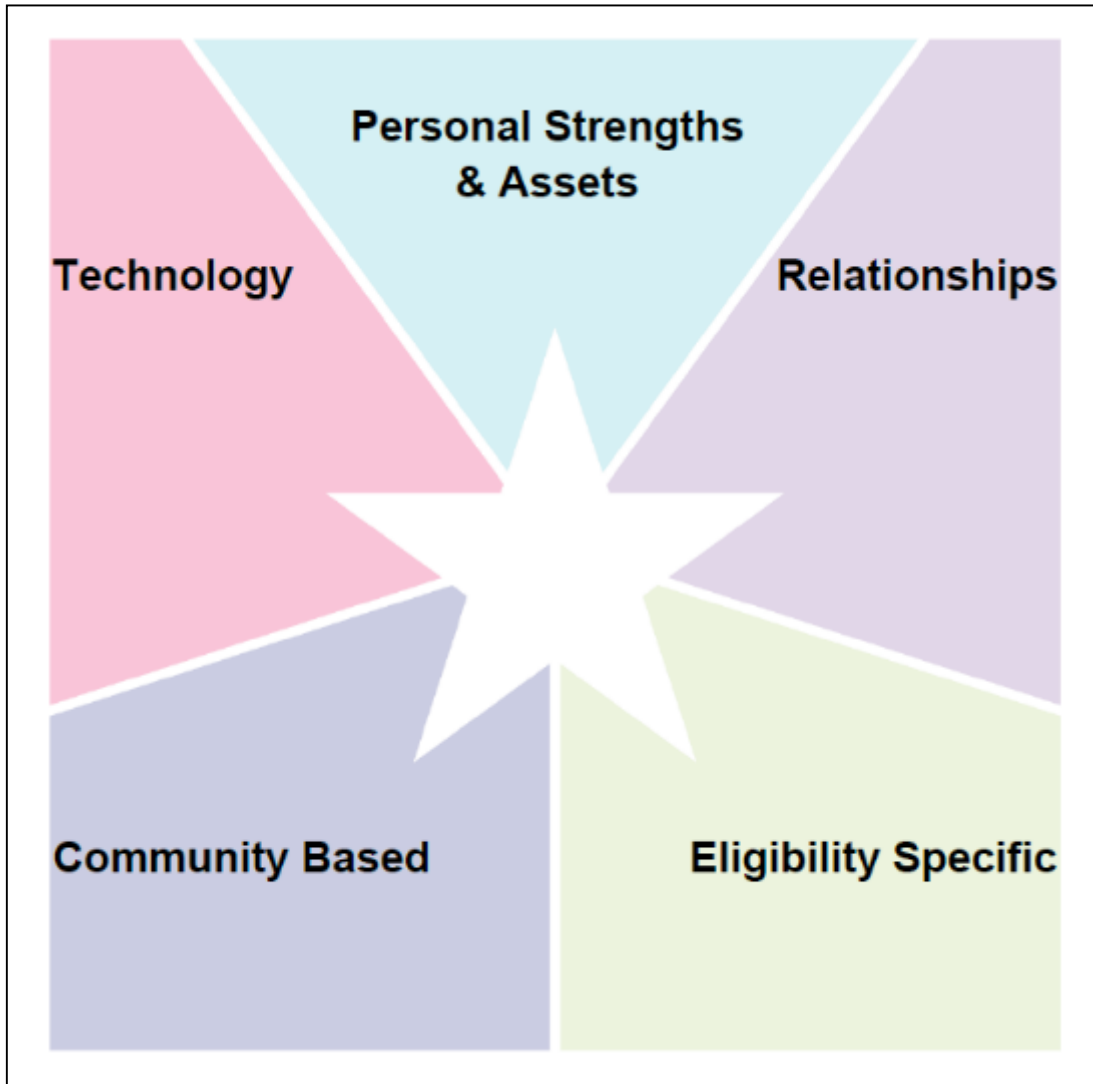 Personal Strengths
& Assets
Technology
Relationships
Community Based
Eligibility Specific